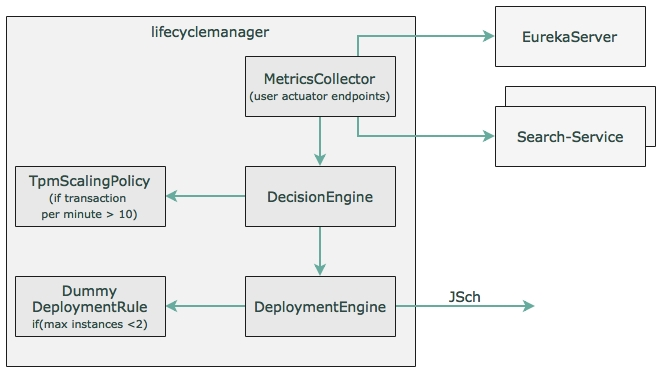 lifecyclemanager
EurekaServer
MetricsCollector
(user actuator endpoints)
Search-Service
TpmScalingPolicy
(if transaction
per minute > 10)
DecisionEngine
Dummy
DeploymentRule
if(max instances <2)
DeploymentEngine
JSch